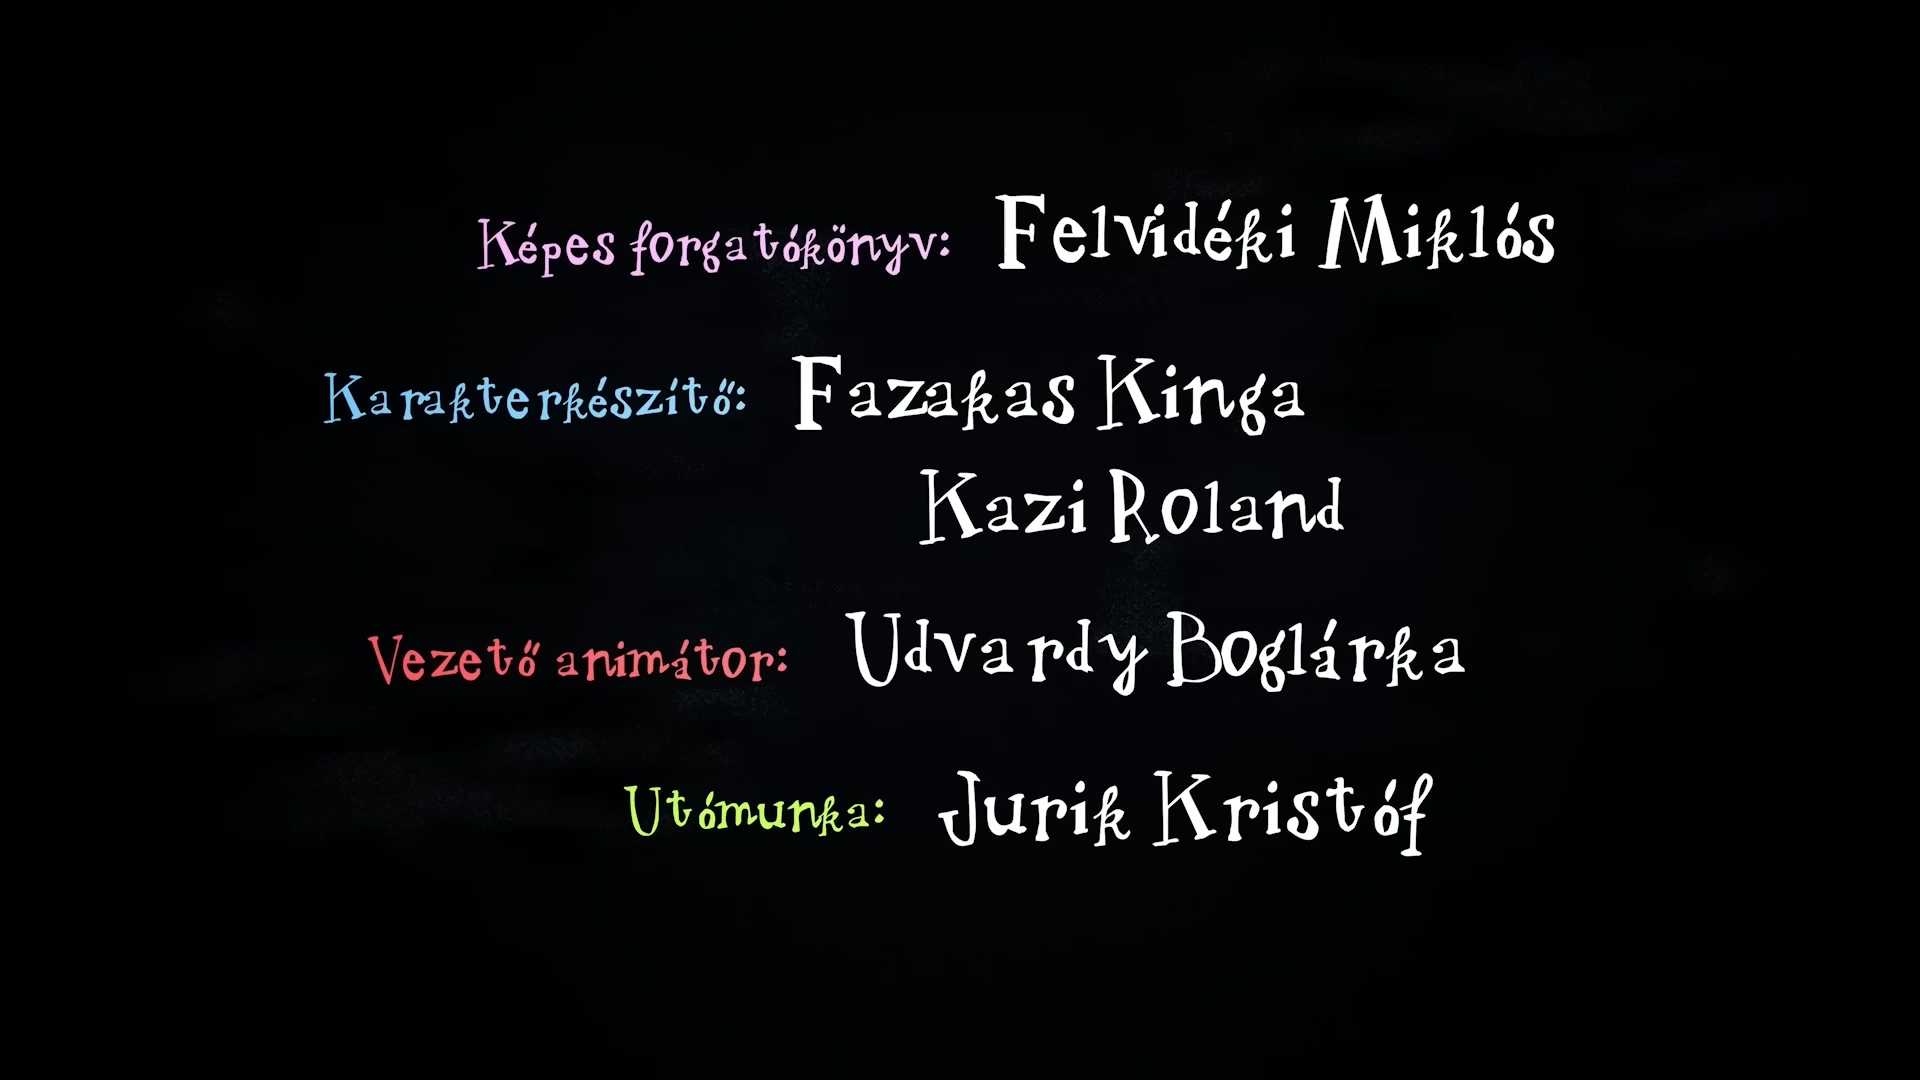 Képes forgatókönyv: Felvidéki Miklós
Karakterkészítő: Fazakas Kinga
Kazi Roland
Vezető animátor: Udvardy Boglárka
Utómunka: Jurik Kristóf